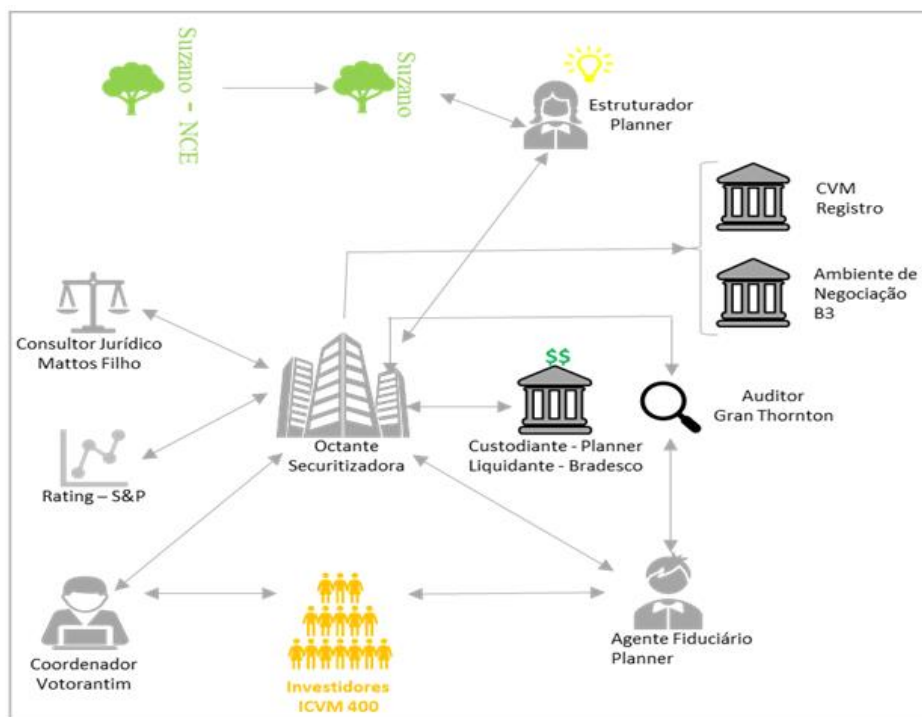 Suzano - NCE
Suzano
Estruturador
Planner
CVM
Registro
Ambiente de
Negociação
B3
Consultor Jurídico
Mattos Filho
$$
Octante
Securitizadora
Custodiante - Planner
Liquidante - Bradesco
Auditor
Gran Thornton
Rating – S&P
Coordenador
Votorantim
Investidores
ICVM 400
Agente Fiduciário
Planner